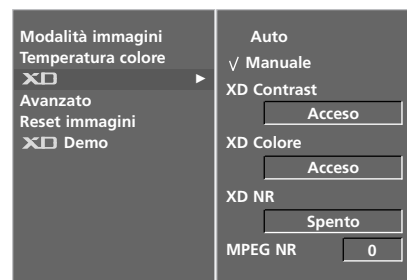 Modalità immagini
Temperatura colore
XD
Avanzato
Reset immagini
XD Demo
Auto
√ Manuale
XD Contrast
Acceso
XD Colore
Acceso
XD NR
Spento
MPEG NR 0